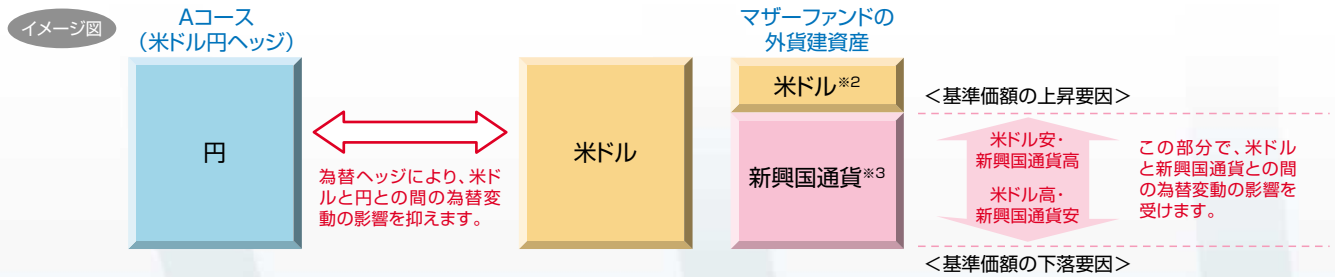 イメージ図
Aコース
（米ドル円ヘッジ）
円
為替ヘッジにより、米ド
ルと円との間の為替変
動の影響を抑えます。
米ドル
マザーファンドの
外貨建資産
米ドル※2
新興国通貨※3
＜基準価額の上昇要因＞
米ドル安・
新興国通貨高
米ドル高・
新興国通貨安
この部分で、米ドル
と新興国通貨との間
の為替変動の影響を
受けます。
＜基準価額の下落要因＞